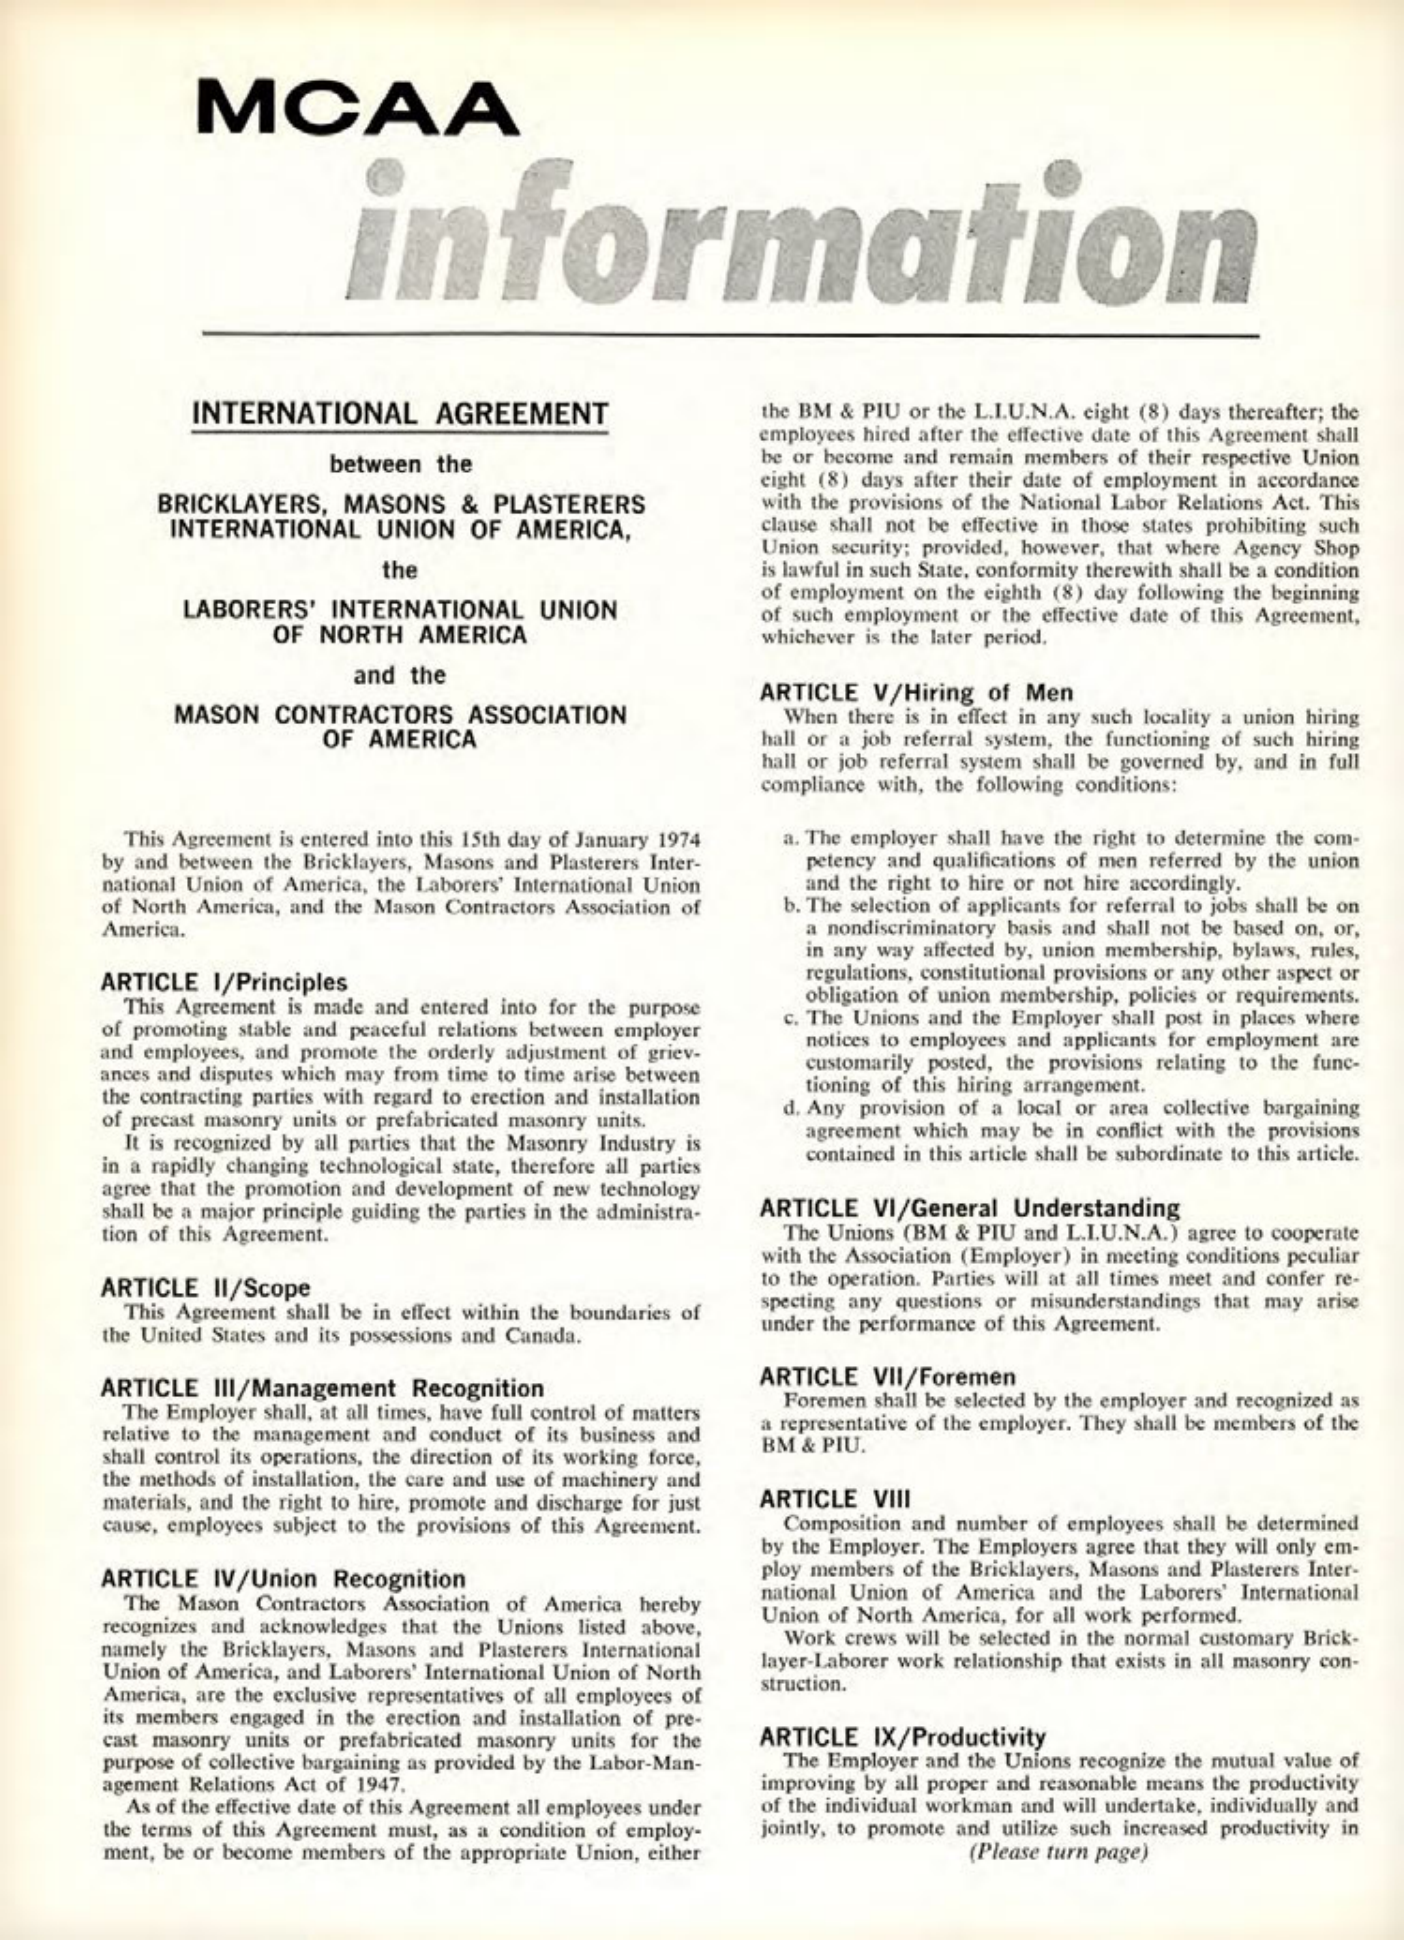 MCAA
information
INTERNATIONAL AGREEMENT
between the
BRICKLAYERS, MASONS & PLASTERERS
INTERNATIONAL UNION OF AMERICA,
the
LABORERS' INTERNATIONAL UNION
OF NORTH AMERICA
and the
MASON CONTRACTORS ASSOCIATION
OF AMERICA
This Agreement is entered into this 15th day of January 1974
by and between the Bricklayers, Masons and Plasterers Inter-
national Union of America, the Laborers' International Union
of North America, and the Mason Contractors Association of
America.
ARTICLE I/Principles
This Agreement is made and entered into for the purpose
of promoting stable and peaceful relations between employer
and employees, and promote the orderly adjustment of griev-
ances and disputes which may from time to time arise between
the contracting parties with regard to erection and installation
of precast masonry units or prefabricated masonry units.
It is recognized by all parties that the Masonry Industry is
in a rapidly changing technological state, therefore all parties
agree that the promotion and development of new technology
shall be a major principle guiding the parties in the administra-
tion of this Agreement.
ARTICLE II/Scope
This Agreement shall be in effect within the boundaries of
the United States and its possessions and Canada.
ARTICLE III/Management Recognition
The Employer shall, at all times, have full control of matters
relative to the management and conduct of its business and
shall control its operations, the direction of its working force,
the methods of installation, the care and use of machinery and
materials, and the right to hire, promote and discharge for just
cause, employees subject to the provisions of this Agreement.
ARTICLE IV/Union Recognition
The Mason Contractors Association of America hereby
recognizes and acknowledges that the Unions listed above,
namely the Bricklayers, Masons and Plasterers International
Union of America, and Laborers' International Union of North
America, are the exclusive representatives of all employees of
its members engaged in the erection and installation of pre-
cast masonry units or prefabricated masonry units for the
purpose of collective bargaining as provided by the Labor-Man-
agement Relations Act of 1947.
As of the effective date of this Agreement all employees under
the terms of this Agreement must, as a condition of employ-
ment, be or become members of the appropriate Union, either
the BM & PIU or the L.I.U.N.A. eight (8) days thereafter; the
employees hired after the effective date of this Agreement shall
be or become and remain members of their respective Union
eight (8) days after their date of employment in accordance
with the provisions of the National Labor Relations Act. This
clause shall not be effective in those states prohibiting such
Union security; provided, however, that where Agency Shop
is lawful in such State, conformity therewith shall be a condition
of employment on the eighth (8) day following the beginning
of such employment or the effective date of this Agreement,
whichever is the later period.
ARTICLE V/Hiring of Men
When there is in effect in any such locality a union hiring
hall or a job referral system, the functioning of such hiring
hall or job referral system shall be governed by, and in full
compliance with, the following conditions:
a. The employer shall have the right to determine the com-
petency and qualifications of men referred by the union
and the right to hire or not hire accordingly.
b. The selection of applicants for referral to jobs shall be on
a nondiscriminatory basis and shall not be based on, or,
in any way affected by, union membership, bylaws, rules,
regulations, constitutional provisions or any other aspect or
obligation of union membership, policies or requirements.
c. The Unions and the Employer shall post in places where
notices to employees and applicants for employment are
customarily posted, the provisions relating to the func-
tioning of this hiring arrangement.
d. Any provision of a local or area collective bargaining
agreement which may be in conflict with the provisions
contained in this article shall be subordinate to this article.
ARTICLE VI/General Understanding
The Unions (BM & PIU and L.I.U.N.A.) agree to cooperate
with the Association (Employer) in meeting conditions peculiar
to the operation. Parties will at all times meet and confer re-
specting any questions or misunderstandings that may arise
under the performance of this Agreement.
ARTICLE VII/Foremen
Foremen shall be selected by the employer and recognized as
a representative of the employer. They shall be members of the
BM & PIU.
ARTICLE VIII
Composition and number of employees shall be determined
by the Employer. The Employers agree that they will only em-
ploy members of the Bricklayers, Masons and Plasterers Inter-
national Union of America and the Laborers' International
Union of North America, for all work performed.
Work crews will be selected in the normal customary Brick-
layer-Laborer work relationship that exists in all masonry con-
struction.
ARTICLE IX/Productivity
The Employer and the Unions recognize the mutual value of
improving by all proper and reasonable means the productivity
of the individual workman and will undertake, individually and
jointly, to promote and utilize such increased productivity in
(Please turn page)